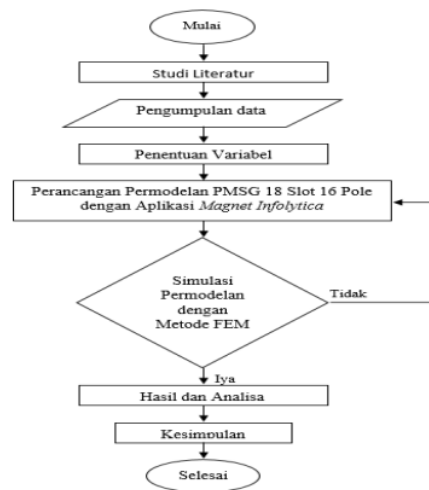 Mulai
Studi Literatur
Pengumpulan data
Penentuan Variabel
Perancangan Permodelan PMSG 18 Slot 16 Pole
dengan Aplikasi Magnet Infolytica
Simulasi
Permodelan
dengan
Metode FEM
Tidak
Iya
Hasil dan Analisa
Kesimpulan
Selesai